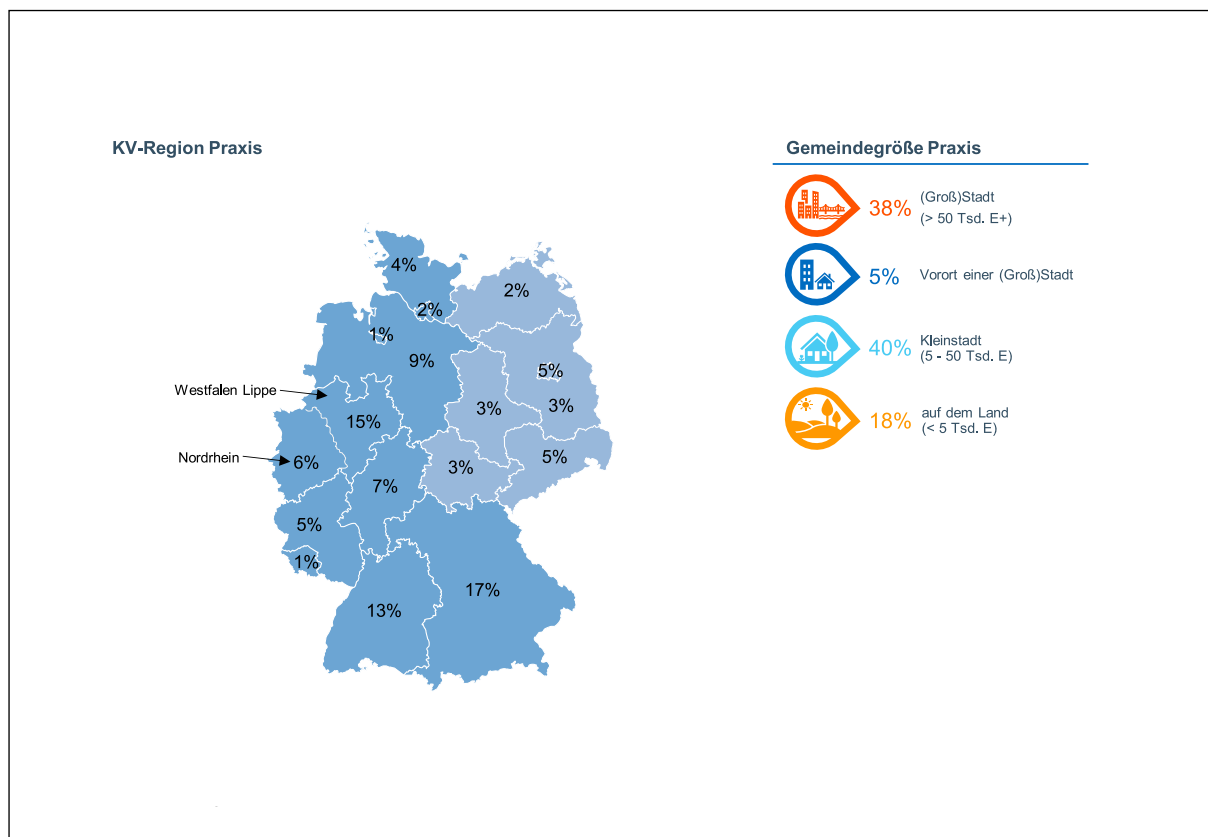 KV-Region Praxis
4%
2%
2%
1%
9%
5%
Westfalen Lippe
3%
3%
15%
Nordrhein
6%
3%
5%
7%
5%
1%
17%
13%
Gemeindegröße Praxis
38%
(Groß)Stadt
(> 50 Tsd. E+)
5%
Vorort einer (Groß)Stadt
40%
Kleinstadt
(5 - 50 Tsd. E)
18%
auf dem Land
(< 5 Tsd. E)